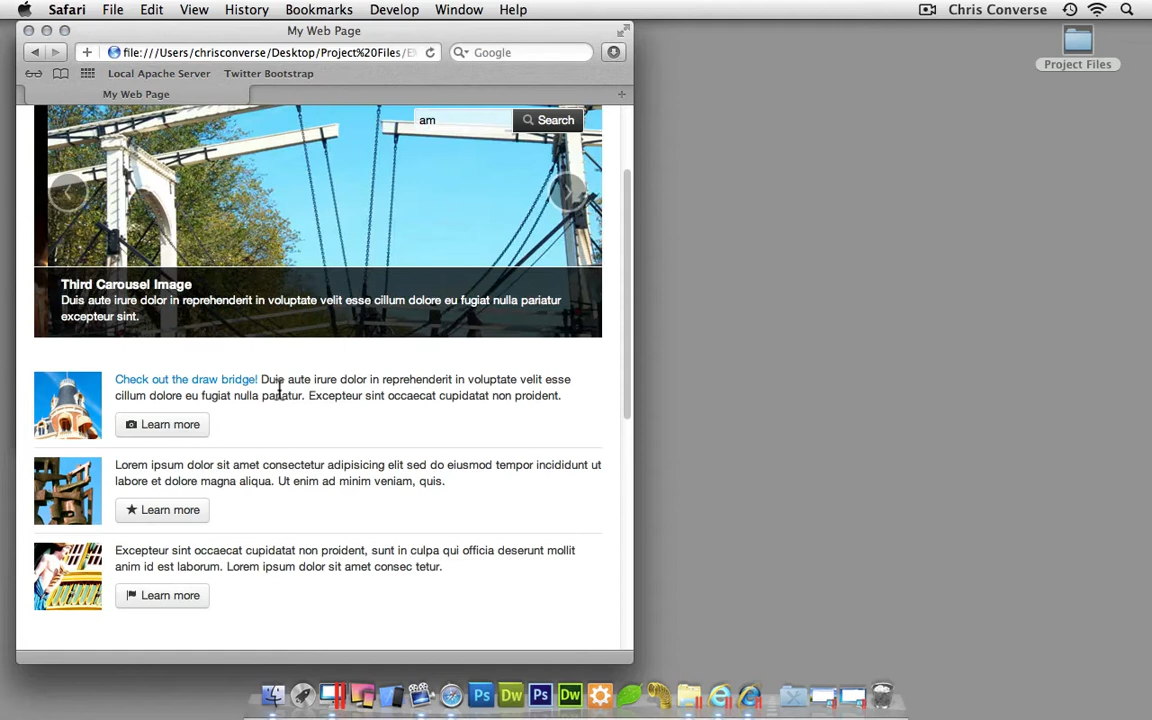 Safari File Edit View History Bookmarks Develop Window Help Chris Converse
My Web Page
file:///Users/chrisconverse/Desktop/Project%20Files/E Google
Local Apache Server Twitter Bootstrap
My Web Page
Project Files
am Search
Third Carousel Image
Duis aute irure dolor in reprehenderit in voluptate velit esse cillum dolore eu fugiat nulla pariatur
excepteur sint.
Check out the draw bridge! Duis aute irure dolor in reprehenderit in voluptate velit esse
cillum dolore eu fugiat nulla pariatur. Excepteur sint occaecat cupidatat non proident.
Learn more
Lorem ipsum dolor sit amet consectetur adipisicing elit sed do eiusmod tempor incididunt ut
labore et dolore magna aliqua. Ut enim ad minim veniam, quis.
Learn more
Excepteur sint occaecat cupidatat non proident, sunt in culpa qui officia deserunt mollit
anim id est laborum. Lorem ipsum dolor sit amet consec tetur.
Learn more
Ps Dw Ps Dw